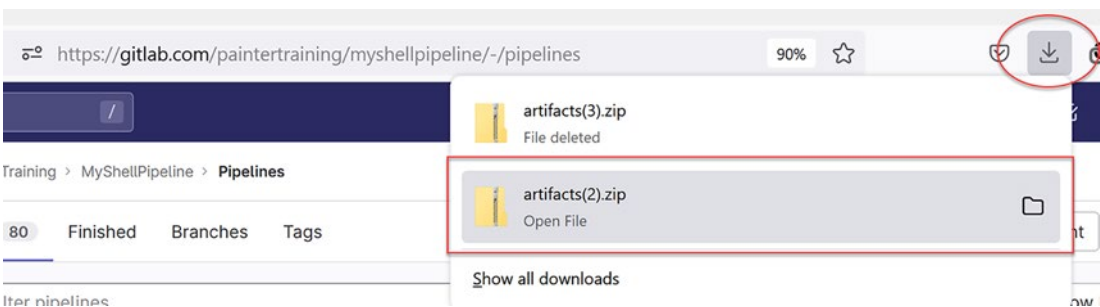 https://gitlab.com/paintertraining/myshellpipeline/-/pipelines 90%
/
artifacts(3).zip
File deleted
Training > MyShellPipeline > Pipelines
artifacts(2).zip
Open File
80 Finished Branches Tags
Show all downloads
pipelines